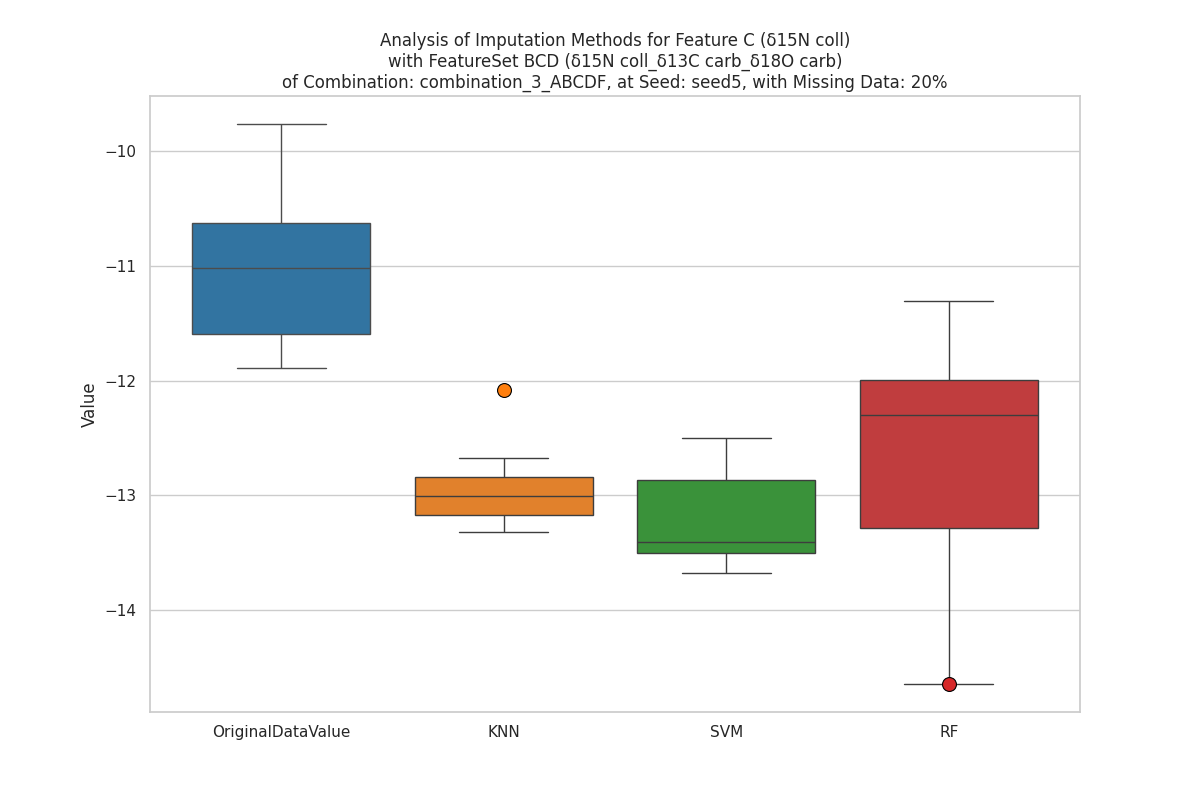 Analysis of Imputation Methods for Feature C (δ15N coll)
with FeatureSet BCD (δ15N coll_δ13C carb_δ18O carb)
of Combination: combination_3_ABCDF, at Seed: seed5, with Missing Data: 20%
Value
−10
−11
−12
−13
−14
OriginalDataValue
KNN
SVM
RF